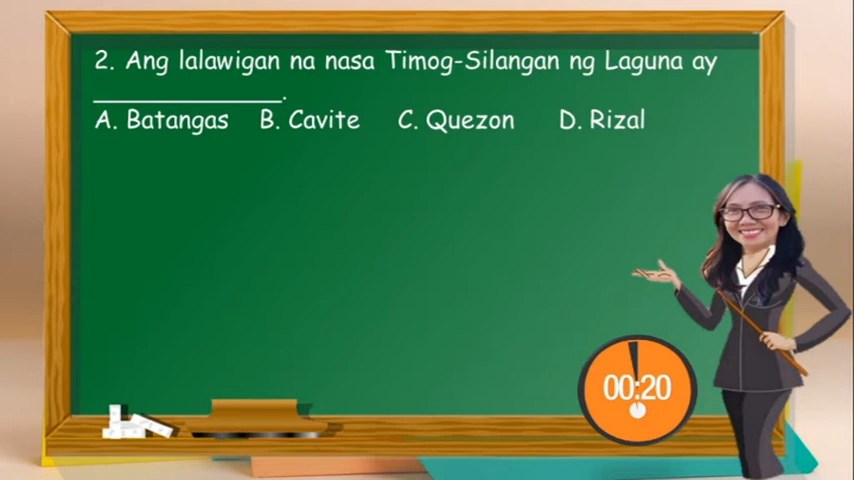 2. Ang lalawigan na nasa Timog-Silangan ng Laguna ay
______________.
A. Batangas B. Cavite C. Quezon D. Rizal
00:20